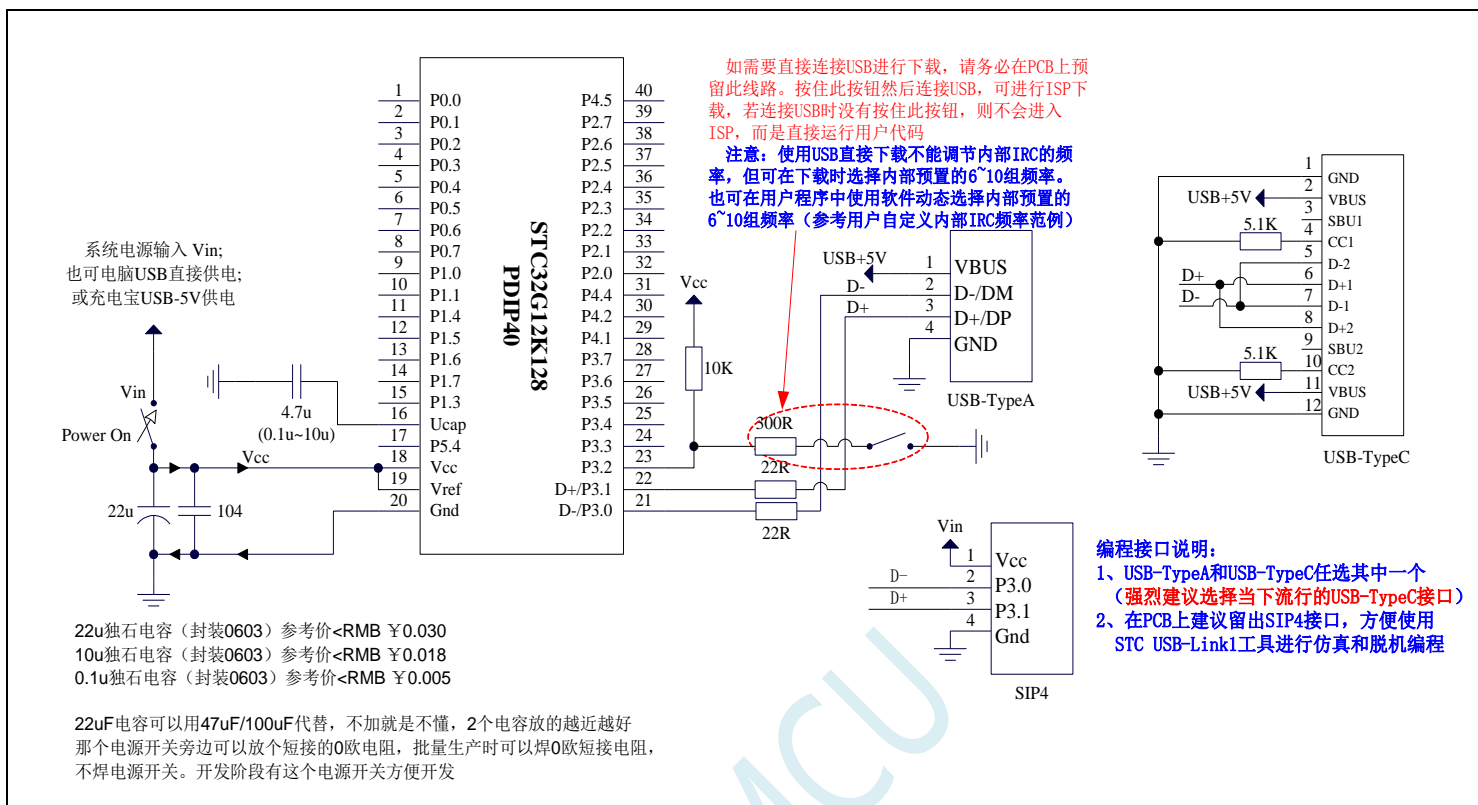 如需要直接连接USB进行下载，请务必在PCB上预
留此线路。按住此按钮然后连接USB，可进行ISP下
载，若连接USB时没有按住此按钮，则不会进入
ISP，而是直接运行用户代码
注意：使用USB直接下载不能调节内部IRC的频
率，但可在下载时选择内部预置的6~10组频率。
也可在用户程序中使用软件动态选择内部预置的
6~10组频率（参考用户自定义内部IRC频率范例）
系统电源输入 Vin;
也可电脑USB直接供电;
或充电宝USB-5V供电
Vin
Power On
Vcc
22u
104
4.7u
(0.1u~10u)
STC32G12K128
PDIP40
1 P0.0
2 P0.1
3 P0.2
4 P0.3
5 P0.4
6 P0.5
7 P0.6
8 P0.7
9 P1.0
10 P1.1
11 P1.4
12 P1.5
13 P1.6
14 P1.7
15 P1.3
16 Ucap
17 P5.4
18 Vcc
19 Vref
20 Gnd
P4.5 40
P2.7 39
P2.6 38
P2.5 37
P2.4 36
P2.3 35
P2.2 34
P2.1 33
P2.0 32
P4.4 31
P4.2 30
P4.1 29
P3.7 28
P3.6 27
P3.5 26
P3.4 25
P3.3 24
P3.2 23
D+/P3.1 22
D-/P3.0 21
Vcc
10K
300R
22R
22R
USB+5V
D-
D+
1 VBUS
2 D-/DM
3 D+/DP
4 GND
USB-TypeA
USB+5V
5.1K
D+
D-
5.1K
USB+5V
1 GND
2 VBUS
3 SBU1
4 CC1
5 D-2
6 D+1
7 D-1
8 D+2
9 SBU2
10 CC2
11 VBUS
12 GND
USB-TypeC
Vin
D-
D+
1 Vcc
2 P3.0
3 P3.1
4 Gnd
SIP4
编程接口说明：
1、USB-TypeA和USB-TypeC任选其中一个
（强烈建议选择当下流行的USB-TypeC接口）
2、在PCB上建议留出SIP4接口，方便使用
STC USB-Link1工具进行仿真和脱机编程
22u独石电容（封装0603）参考价<RMB ￥0.030
10u独石电容（封装0603）参考价<RMB ￥0.018
0.1u独石电容（封装0603）参考价<RMB ￥0.005
22uF电容可以用47uF/100uF代替，不加就是不懂，2个电容放的越近越好
那个电源开关旁边可以放个短接的0欧电阻，批量生产时可以焊0欧短接电阻，
不焊电源开关。开发阶段有这个电源开关方便开发
MCU